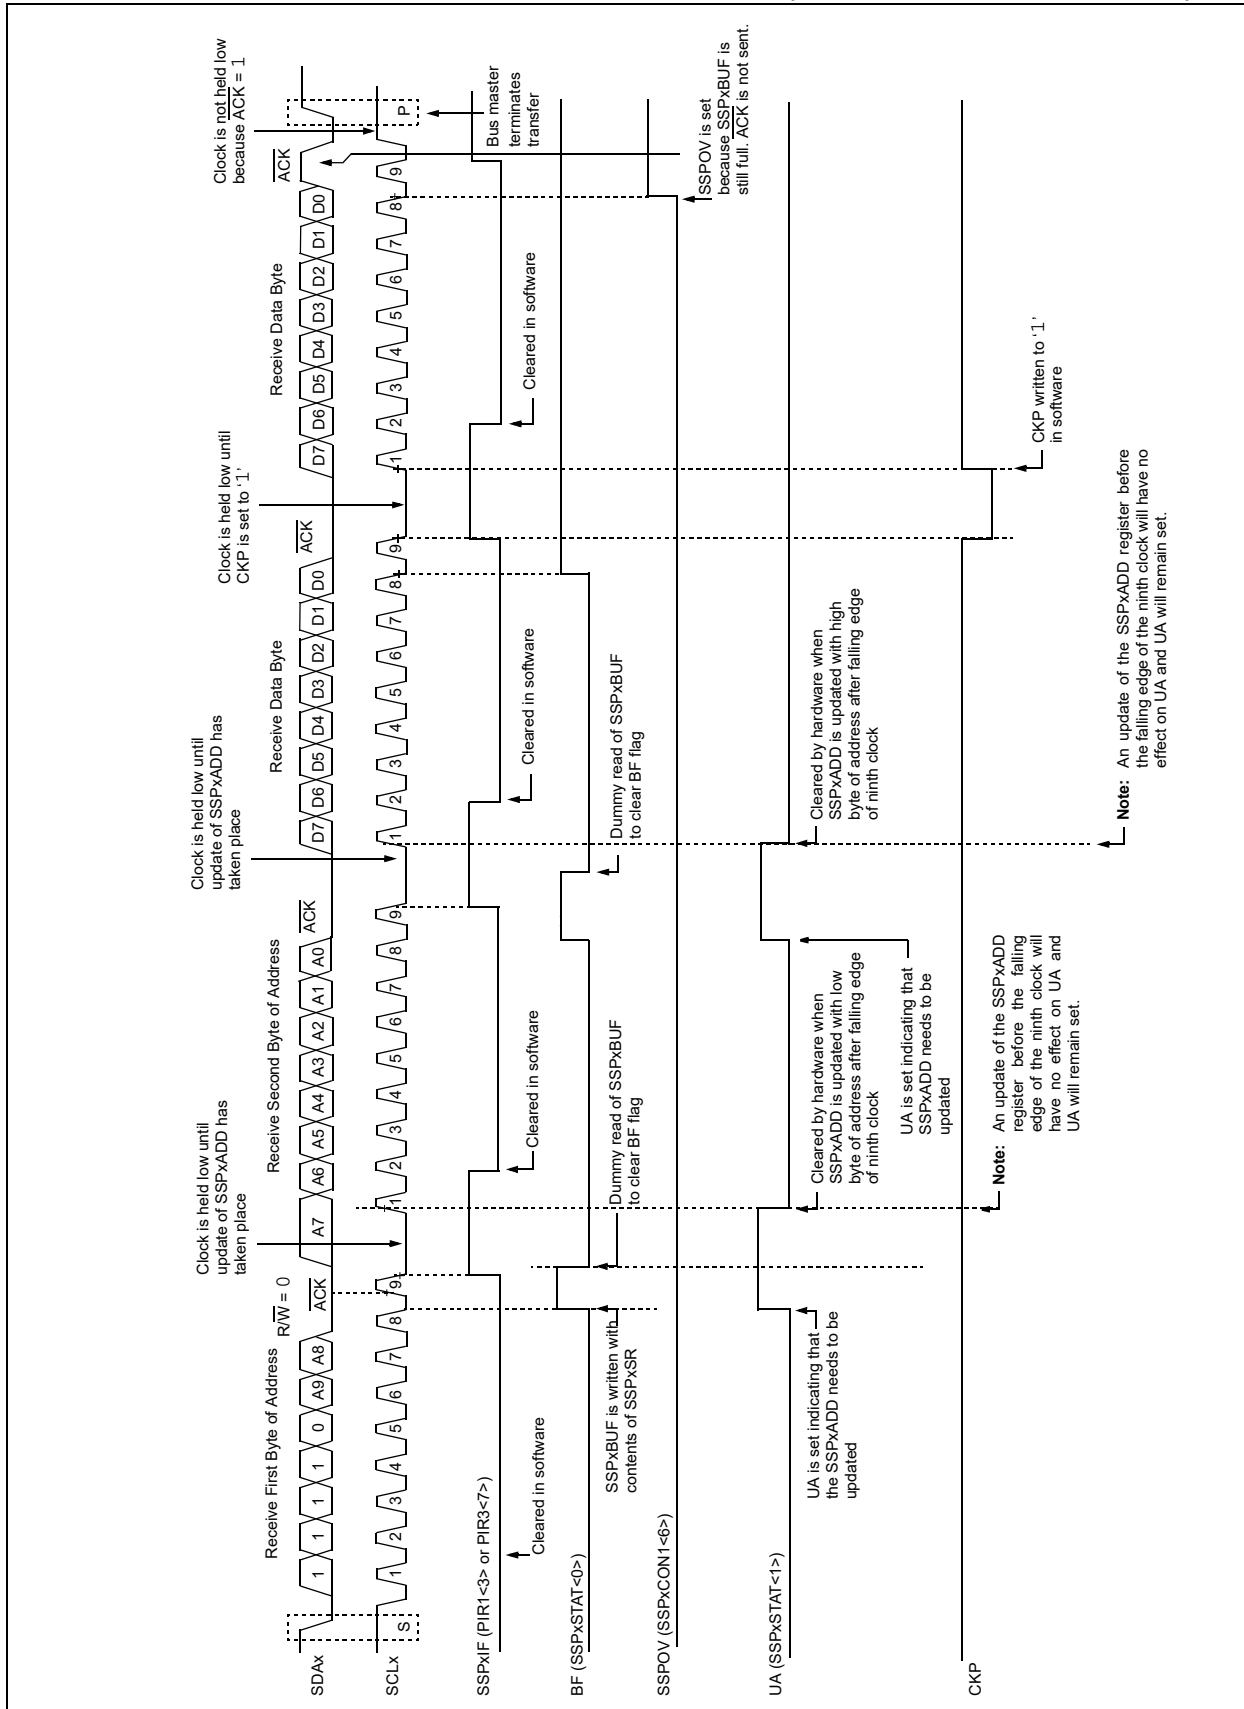 Receive First Byte of Address
R/W = 0
Clock is held low until
update of SSPxADD has
taken place
Receive Second Byte of Address
Clock is held low until
update of SSPxADD has
taken place
Receive Data Byte
Clock is held low until
CKP is set to ‘1’
Receive Data Byte
Clock is not held low
because ACK = 1
SDAx
1 1 1 1 0 A9 A8 ACK A7 A6 A5 A4 A3 A2 A1 A0 ACK D7 D6 D5 D4 D3 D2 D1 D0 ACK D7 D6 D5 D4 D3 D2 D1 D0 ACK
SCLx
S 1 2 3 4 5 6 7 8 9 1 2 3 4 5 6 7 8 9 1 2 3 4 5 6 7 8 9 1 2 3 4 5 6 7 8 9 P
Bus master
terminates
transfer
SSPxIF (PIR1<3> or PIR3<7>)
Cleared in software
Cleared in software
Cleared in software
Cleared in software
BF (SSPxSTAT<0>)
SSPxBUF is written with
contents of SSPxSR
Dummy read of SSPxBUF
to clear BF flag
Dummy read of SSPxBUF
to clear BF flag
SSPOV (SSPxCON1<6>)
SSPOV is set
because SSPxBUF is
still full. ACK is not sent.
UA (SSPxSTAT<1>)
UA is set indicating that
the SSPxADD needs to be
updated
Cleared by hardware when
SSPxADD is updated with low
byte of address after falling edge
of ninth clock
UA is set indicating that
SSPxADD needs to be
updated
Cleared by hardware when
SSPxADD is updated with high
byte of address after falling edge
of ninth clock
CKP
CKP written to ‘1’
in software
Note: An update of the SSPxADD
register before the falling
edge of the ninth clock will
have no effect on UA and
UA will remain set.
Note: An update of the SSPxADD register before
the falling edge of the ninth clock will have no
effect on UA and UA will remain set.